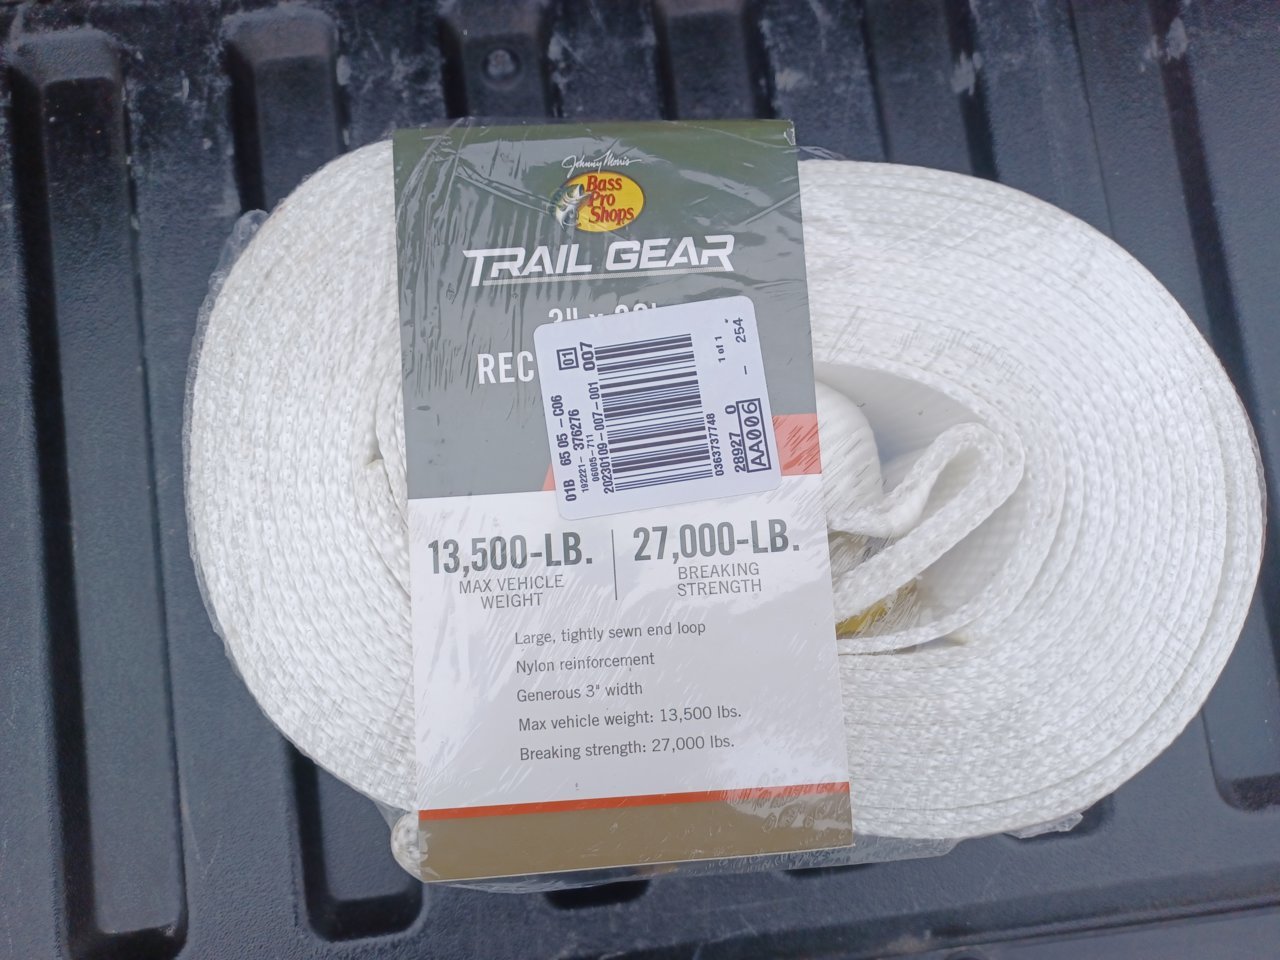 Johnny Morris
Bass
Pro
Shops
TRAIL GEAR
REC
01B 65 05 - C06
192221- 376276
06005-711
20230109-007-001 007
01
0363737748
1 of 1
28927 0 - 254
AA006
13,500-LB.
MAX VEHICLE
WEIGHT
27,000-LB.
BREAKING
STRENGTH
Large, tightly sewn end loop
Nylon reinforcement
Generous 3" width
Max vehicle weight: 13,500 lbs.
Breaking strength: 27,000 lbs.